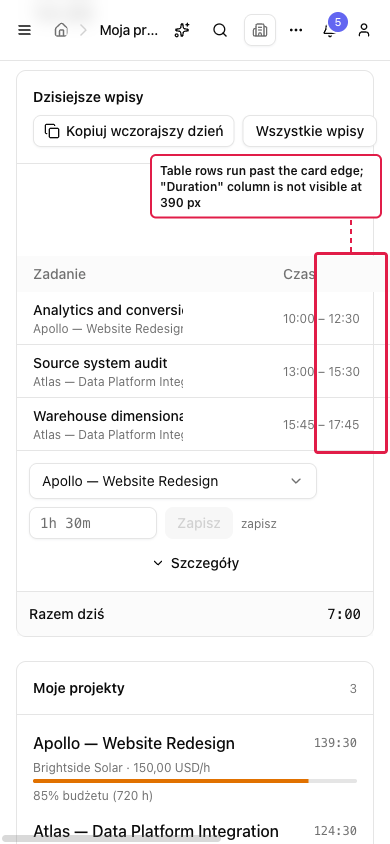 Moja pr...
5
Dzisiejsze wpisy
Kopiuj wczorajszy dzień
Wszystkie wpisy
Table rows run past the card edge;
"Duration" column is not visible at
390 px
Zadanie
Czas
Analytics and conversi
10:00 – 12:30
Apollo — Website Redesign
Source system audit
13:00 – 15:30
Atlas — Data Platform Integ
Warehouse dimensiona
15:45 – 17:45
Atlas — Data Platform Integ
Apollo — Website Redesign
1h 30m
Zapisz
zapisz
Szczegóły
Razem dziś
7:00
Moje projekty
3
Apollo — Website Redesign
139:30
Brightside Solar · 150,00 USD/h
85% budżetu (720 h)
Atlas — Data Platform Integration
124:30